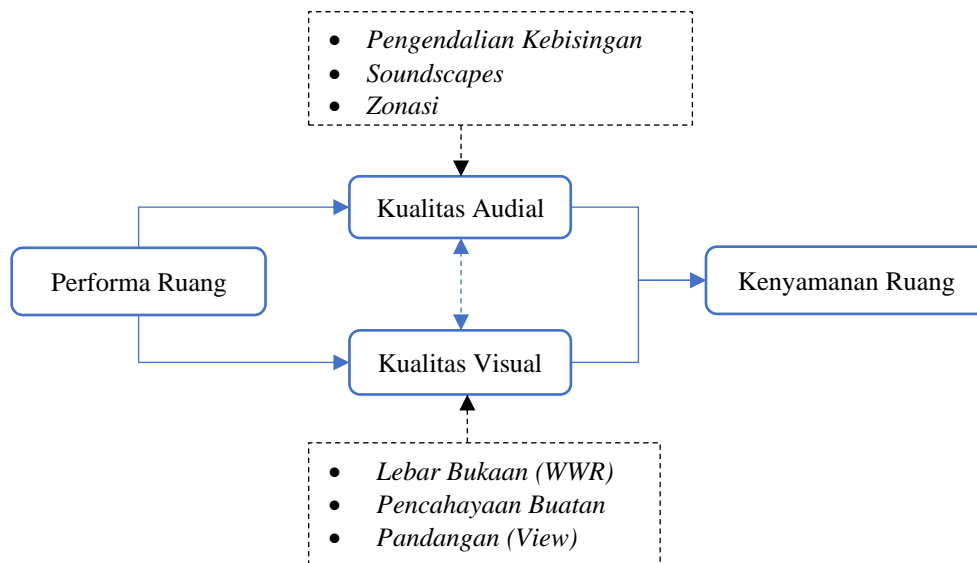 • Pengendalian Kebisingan
• Soundscapes
• Zonasi
Kualitas Audial
Performa Ruang
Kenyamanan Ruang
Kualitas Visual
• Lebar Bukaan (WWR)
• Pencahayaan Buatan
• Pandangan (View)